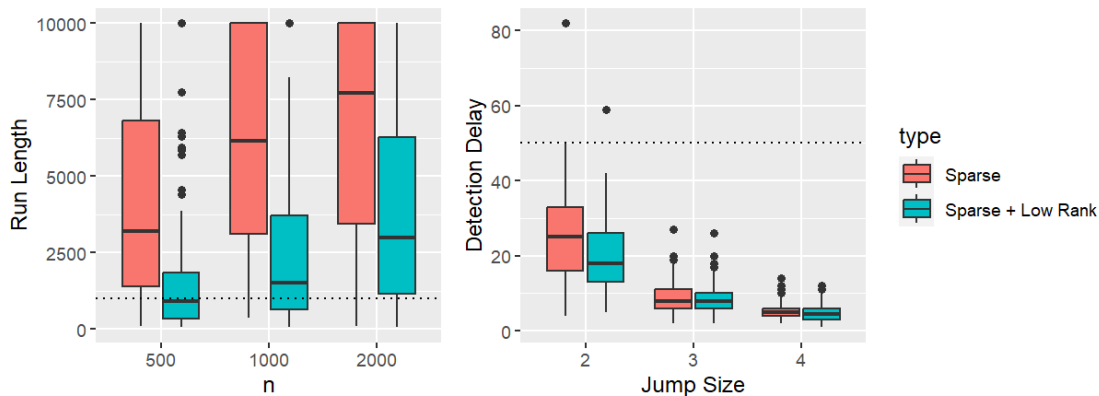 Run Length
10000
7500
5000
2500
0
500
1000
2000
n
Detection Delay
80
60
40
20
0
2
3
4
Jump Size
type
Sparse
Sparse + Low Rank